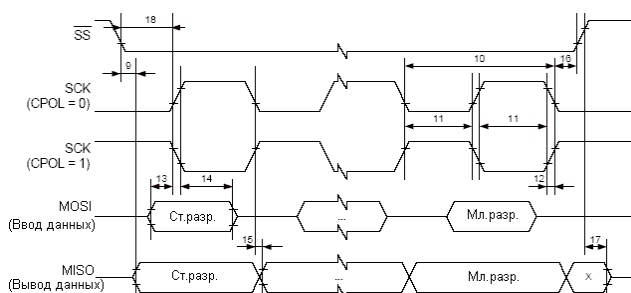 18
SS
9
10
16
SCK
(CPOL = 0)
11
11
SCK
(CPOL = 1)
12
13
14
MOSI
(Ввод данных)
Ст.разр.
...
Мл.разр.
15
17
MISO
(Вывод данных)
Ст.разр.
...
Мл.разр.
X